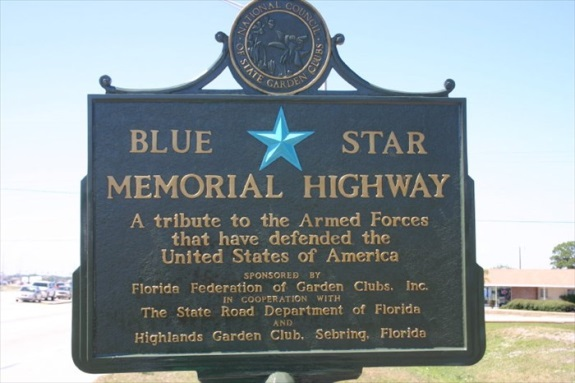 NATIONAL COUNCIL
OF STATE GARDEN CLUBS
BLUE STAR
MEMORIAL HIGHWAY
A tribute to the Armed Forces
that have defended the
United States of America
SPONSORED BY
Florida Federation of Garden Clubs, Inc.
IN COOPERATION WITH
The State Road Department of Florida
AND
Highlands Garden Club, Sebring, Florida